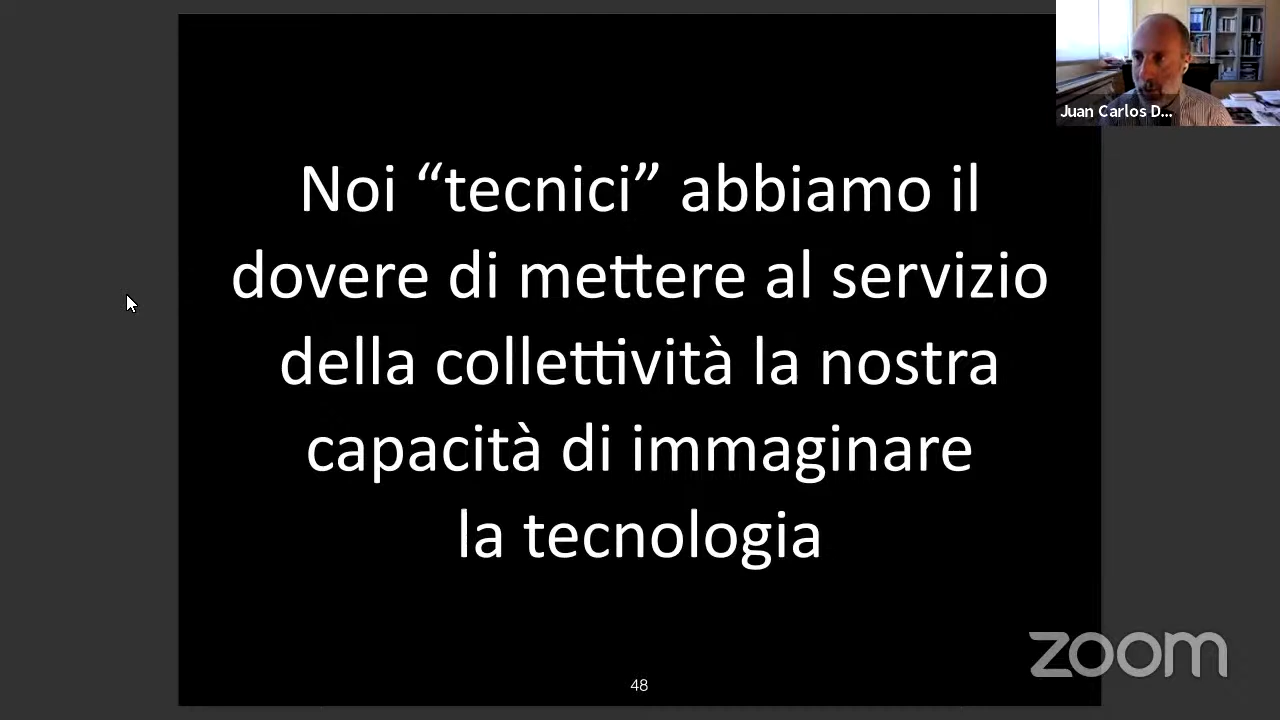 Juan Carlos D...
Noi “tecnici” abbiamo il
dovere di mettere al servizio
della collettività la nostra
capacità di immaginare
la tecnologia
zoom
48